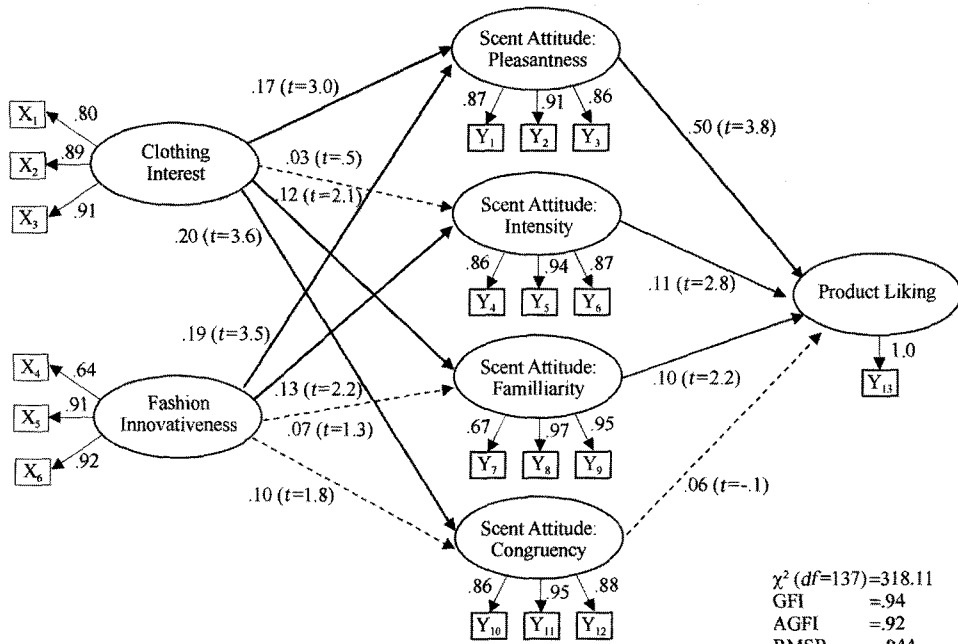 Scent Attitude:
Pleasantness
.17 (t=3.0)
.87
.91
.86
Y₁
Y₂
Y₃
.50 (t=3.8)
X₁
.80
X₂
.89
X₃
.91
Clothing
Interest
.03 (t=.5)
.12 (t=2.1)
.20 (t=3.6)
Scent Attitude:
Intensity
.86
.94
.87
Y₄
Y₅
Y₆
.11 (t=2.8)
Product Liking
1.0
Y₁₃
.19 (t=3.5)
X₄
.64
X₅
.91
X₆
.92
Fashion
Innovativeness
.13 (t=2.2)
.07 (t=1.3)
.10 (t=1.8)
Scent Attitude:
Familliarity
.67
.97
.95
Y₇
Y₈
Y₉
.10 (t=2.2)
.06 (t=-.1)
Scent Attitude:
Congruency
.86
.95
.88
Y₁₀
Y₁₁
Y₁₂
χ² (df=137)=318.11
GFI =.94
AGFI =.92